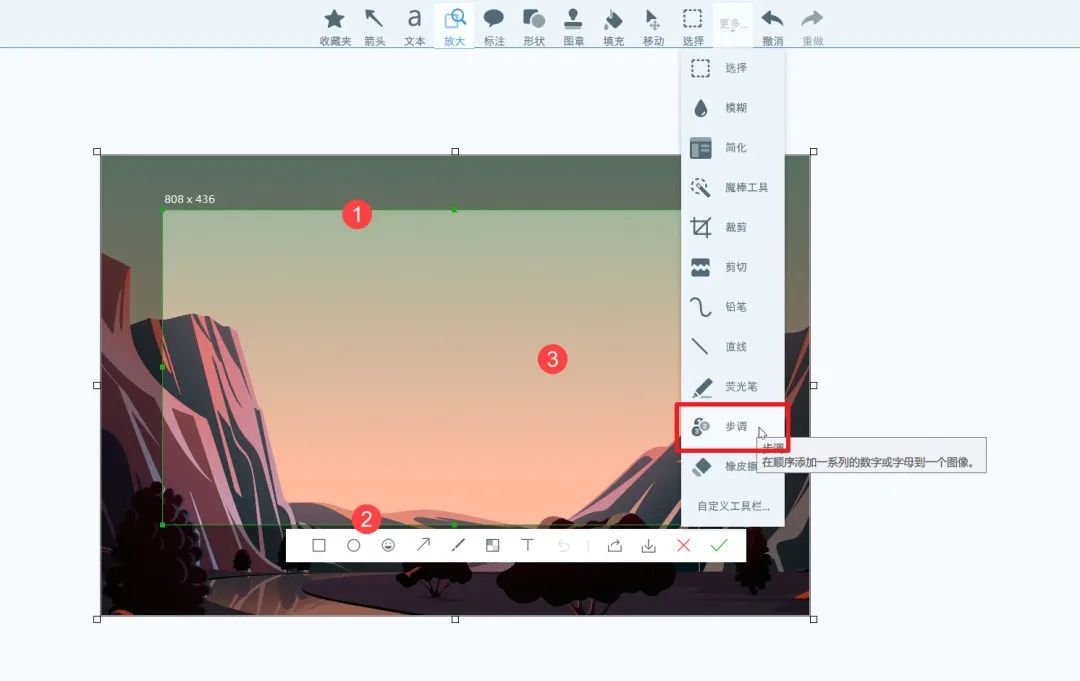 收藏夹 箭头 文本 放大 标注 形状 图章 填充 移动 选择 更多... 撤消 重做
选择
模糊
简化
魔棒工具
裁剪
剪切
铅笔
直线
荧光笔
步调
步调
在顺序添加一系列的数字或字母到一个图像。
橡皮擦
自定义工具栏...
808 x 436
1
3
2